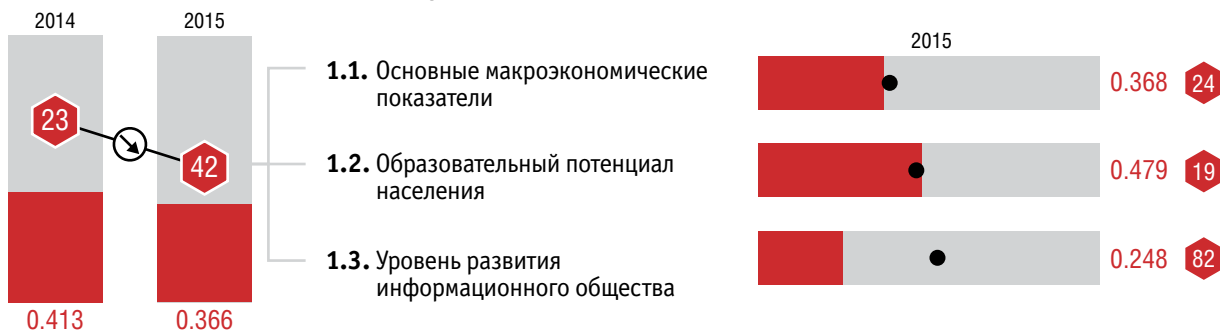 2014
2015
23
42
0.413
0.366
1.1. Основные макроэкономические
показатели
1.2. Образовательный потенциал
населения
1.3. Уровень развития
информационного общества
2015
0.368 24
0.479 19
0.248 82